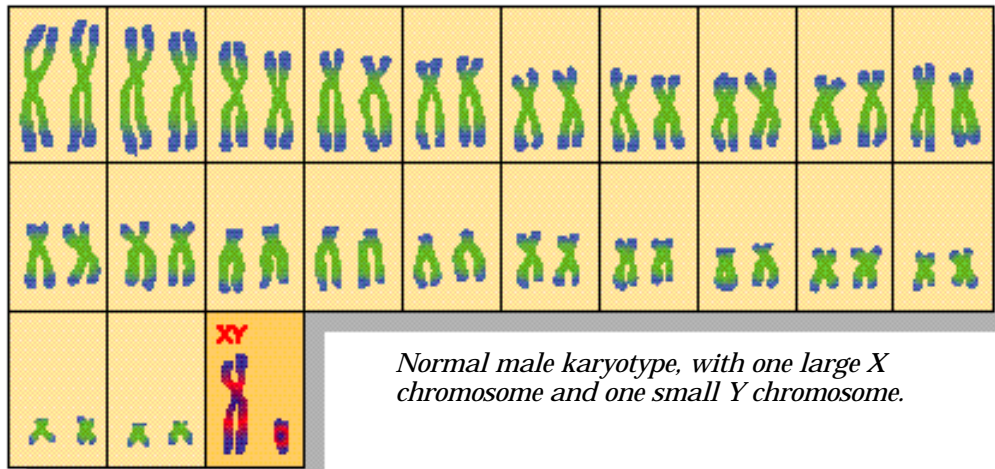 XY
Normal male karyotype, with one large X
chromosome and one small Y chromosome.